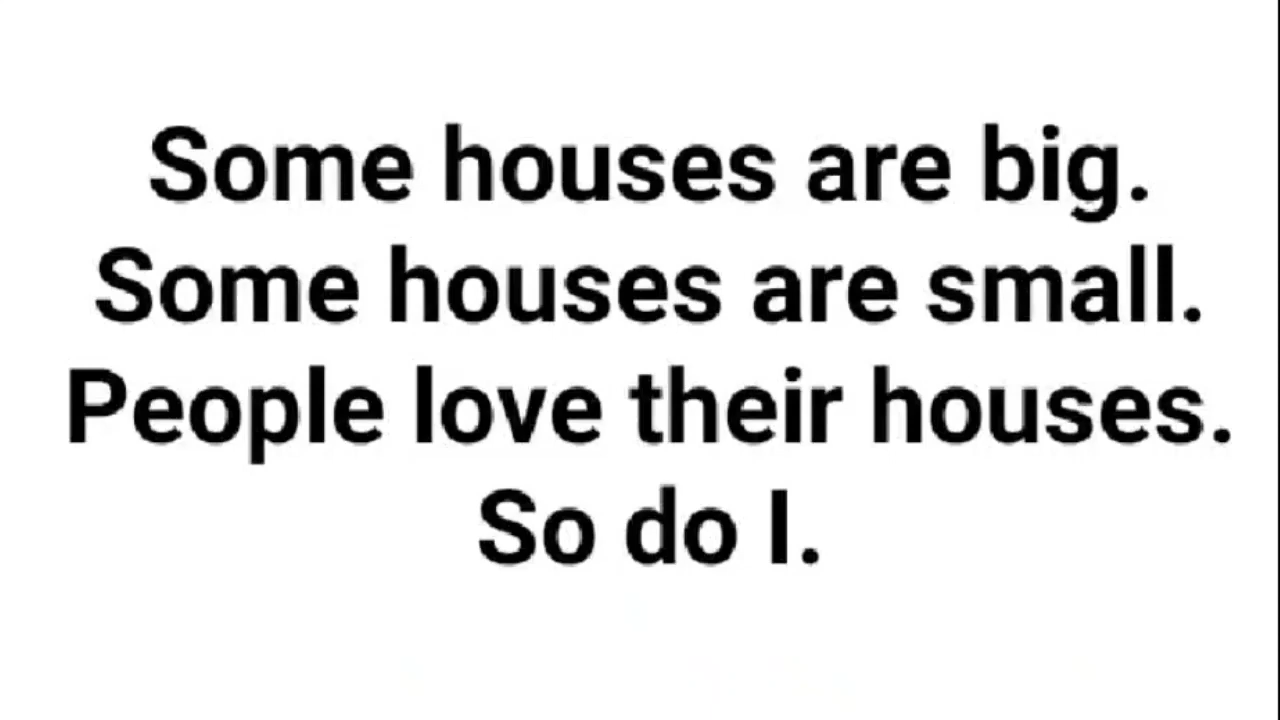 Some houses are big.
Some houses are small.
People love their houses.
So do I.